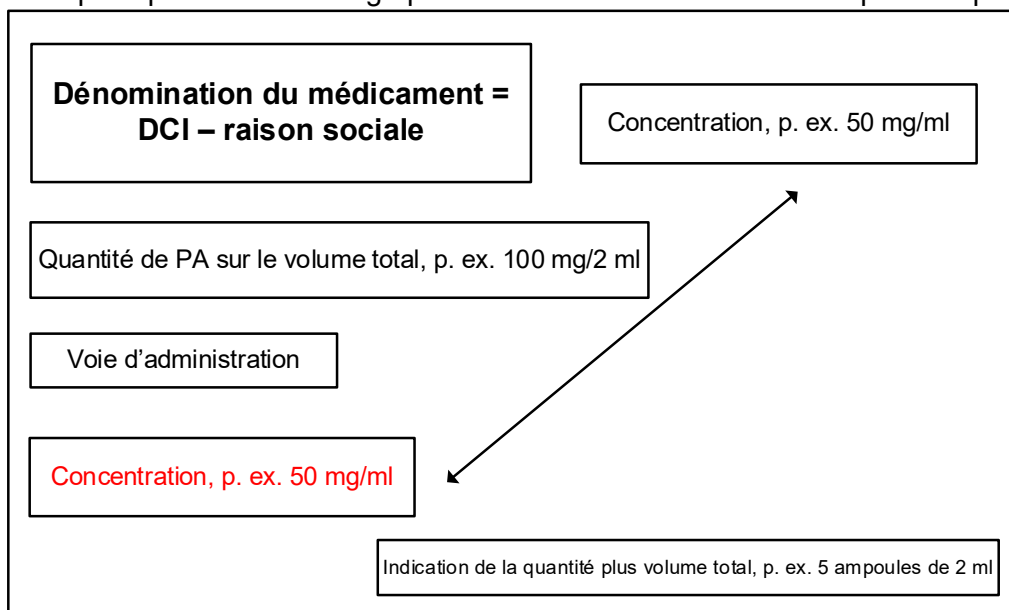 Dénomination du médicament =
DCI – raison sociale
Concentration, p. ex. 50 mg/ml
Quantité de PA sur le volume total, p. ex. 100 mg/2 ml
Voie d’administration
Concentration, p. ex. 50 mg/ml
Indication de la quantité plus volume total, p. ex. 5 ampoules de 2 ml